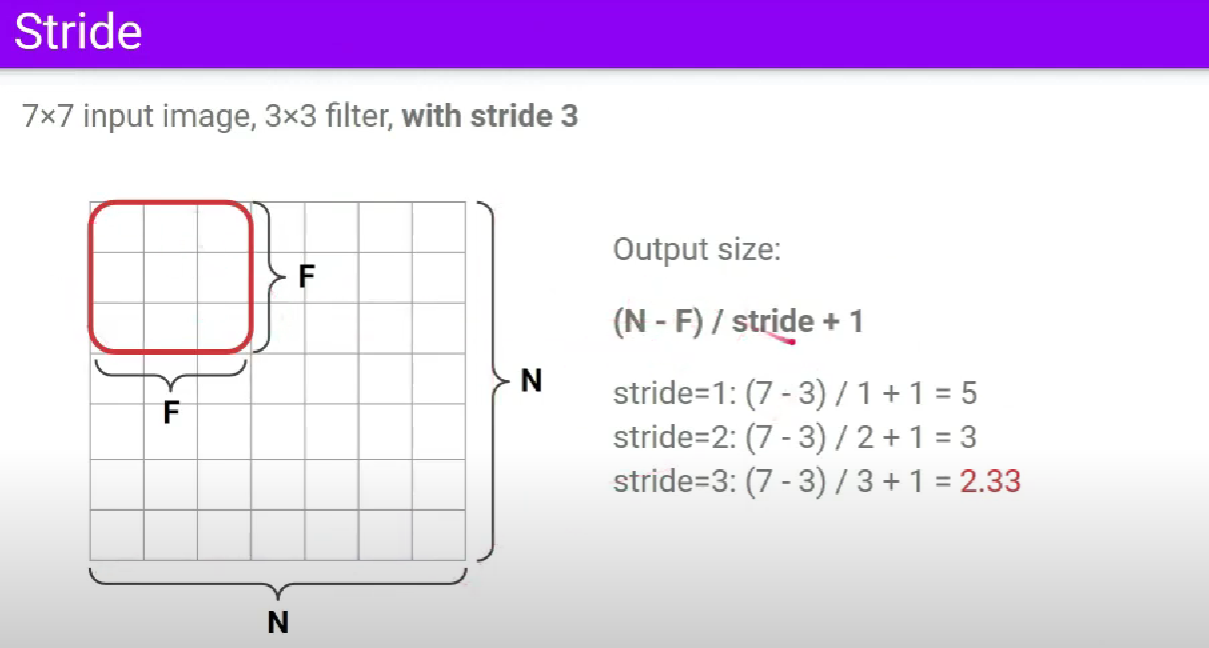 Stride
7×7 input image, 3×3 filter, with stride 3
F
F
N
N
Output size:
(N - F) / stride + 1
stride=1: (7 - 3) / 1 + 1 = 5
stride=2: (7 - 3) / 2 + 1 = 3
stride=3: (7 - 3) / 3 + 1 = 2.33